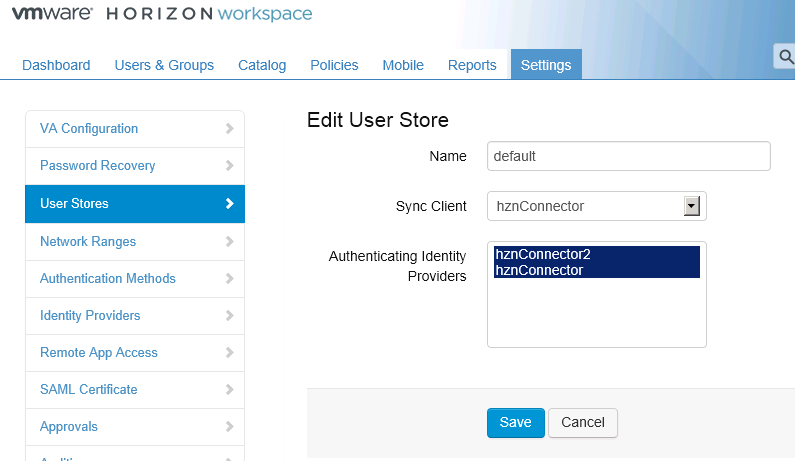 vmware HORIZON workspace
Dashboard Users & Groups Catalog Policies Mobile Reports Settings
VA Configuration
Password Recovery
User Stores
Network Ranges
Authentication Methods
Identity Providers
Remote App Access
SAML Certificate
Approvals
Edit User Store
Name default
Sync Client hznConnector
Authenticating Identity
Providers
hznConnector2
hznConnector
Save Cancel